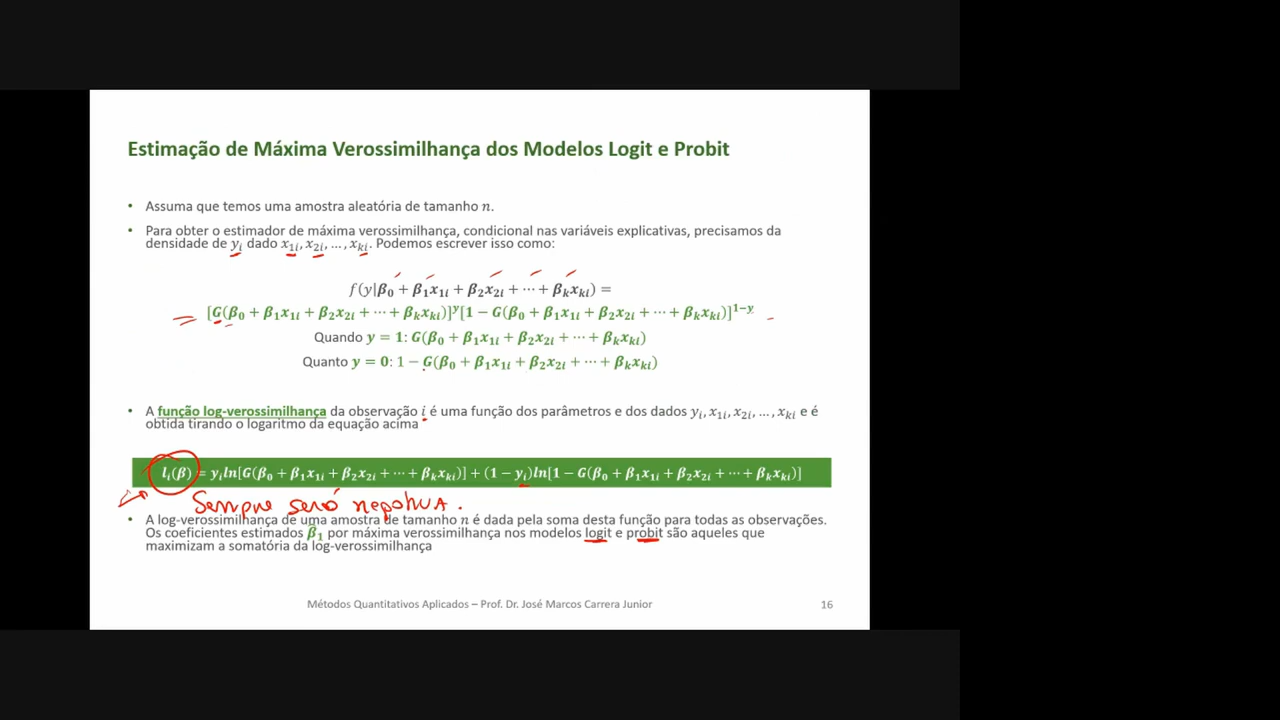 Estimação de Máxima Verossimilhança dos Modelos Logit e Probit
• Assuma que temos uma amostra aleatória de tamanho n.
• Para obter o estimador de máxima verossimilhança, condicional nas variáveis explicativas, precisamos da
densidade de yᵢ dado x₁ᵢ, x₂ᵢ, ..., xₖᵢ. Podemos escrever isso como:
f(y|β₀ + β₁x₁ᵢ + β₂x₂ᵢ + ⋯ + βₖxₖᵢ) =
[G(β₀ + β₁x₁ᵢ + β₂x₂ᵢ + ⋯ + βₖxₖᵢ)]ʸ[1 − G(β₀ + β₁x₁ᵢ + β₂x₂ᵢ + ⋯ + βₖxₖᵢ)]¹⁻ʸ
Quando y = 1: G(β₀ + β₁x₁ᵢ + β₂x₂ᵢ + ⋯ + βₖxₖᵢ)
Quanto y = 0: 1 − G(β₀ + β₁x₁ᵢ + β₂x₂ᵢ + ⋯ + βₖxₖᵢ)
• A função log-verossimilhança da observação i é uma função dos parâmetros e dos dados yᵢ, x₁ᵢ, x₂ᵢ, ..., xₖᵢ e é
obtida tirando o logaritmo da equação acima
lᵢ(β) = yᵢln[G(β₀ + β₁x₁ᵢ + β₂x₂ᵢ + ⋯ + βₖxₖᵢ)] + (1 − yᵢ)ln[1 − G(β₀ + β₁x₁ᵢ + β₂x₂ᵢ + ⋯ + βₖxₖᵢ)]
Sempre será negativa.
• A log-verossimilhança de uma amostra de tamanho n é dada pela soma desta função para todas as observações.
Os coeficientes estimados β̂₁ por máxima verossimilhança nos modelos logit e probit são aqueles que
maximizam a somatória da log-verossimilhança
Métodos Quantitativos Aplicados – Prof. Dr. José Marcos Carrera Junior
16